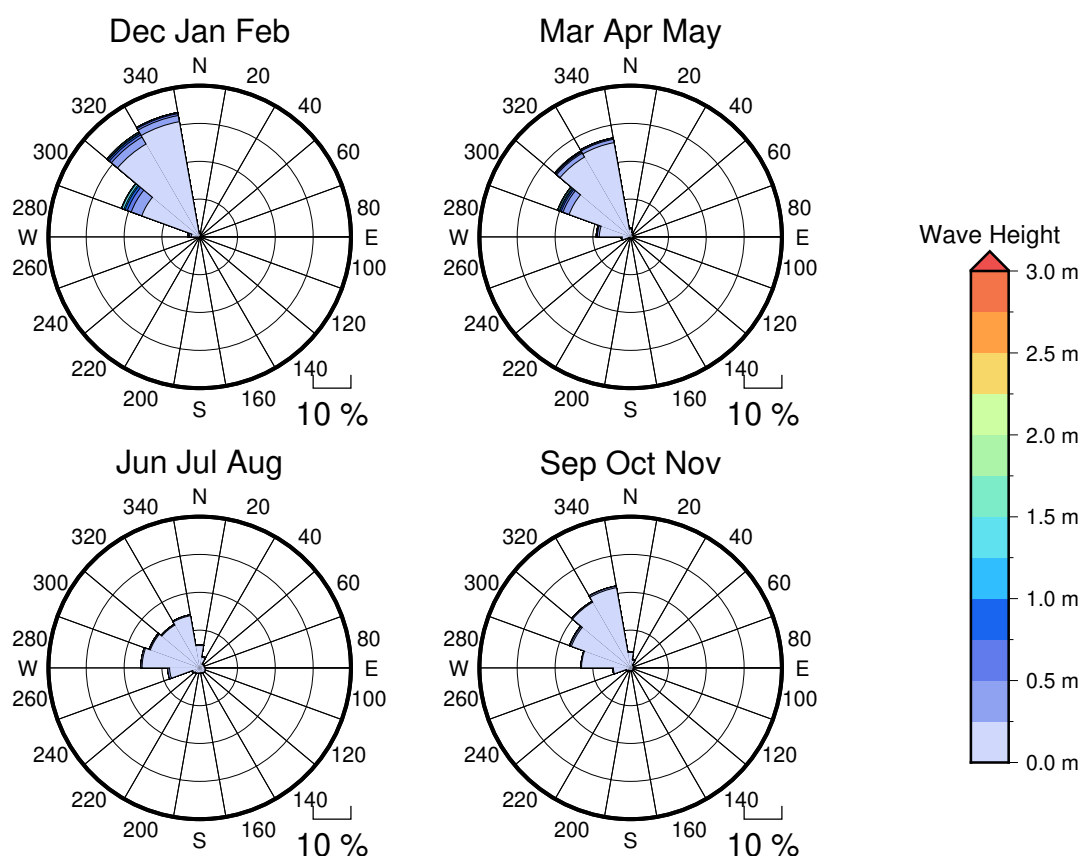 Dec Jan Feb
N
20
40
60
80
E
100
120
140
160
S
200
220
240
260
W
280
300
320
340
10 %
Mar Apr May
N
20
40
60
80
E
100
120
140
160
S
200
220
240
260
W
280
300
320
340
10 %
Jun Jul Aug
N
20
40
60
80
E
100
120
140
160
S
200
220
240
260
W
280
300
320
340
10 %
Sep Oct Nov
N
20
40
60
80
E
100
120
140
160
S
200
220
240
260
W
280
300
320
340
10 %
Wave Height
3.0 m
2.5 m
2.0 m
1.5 m
1.0 m
0.5 m
0.0 m